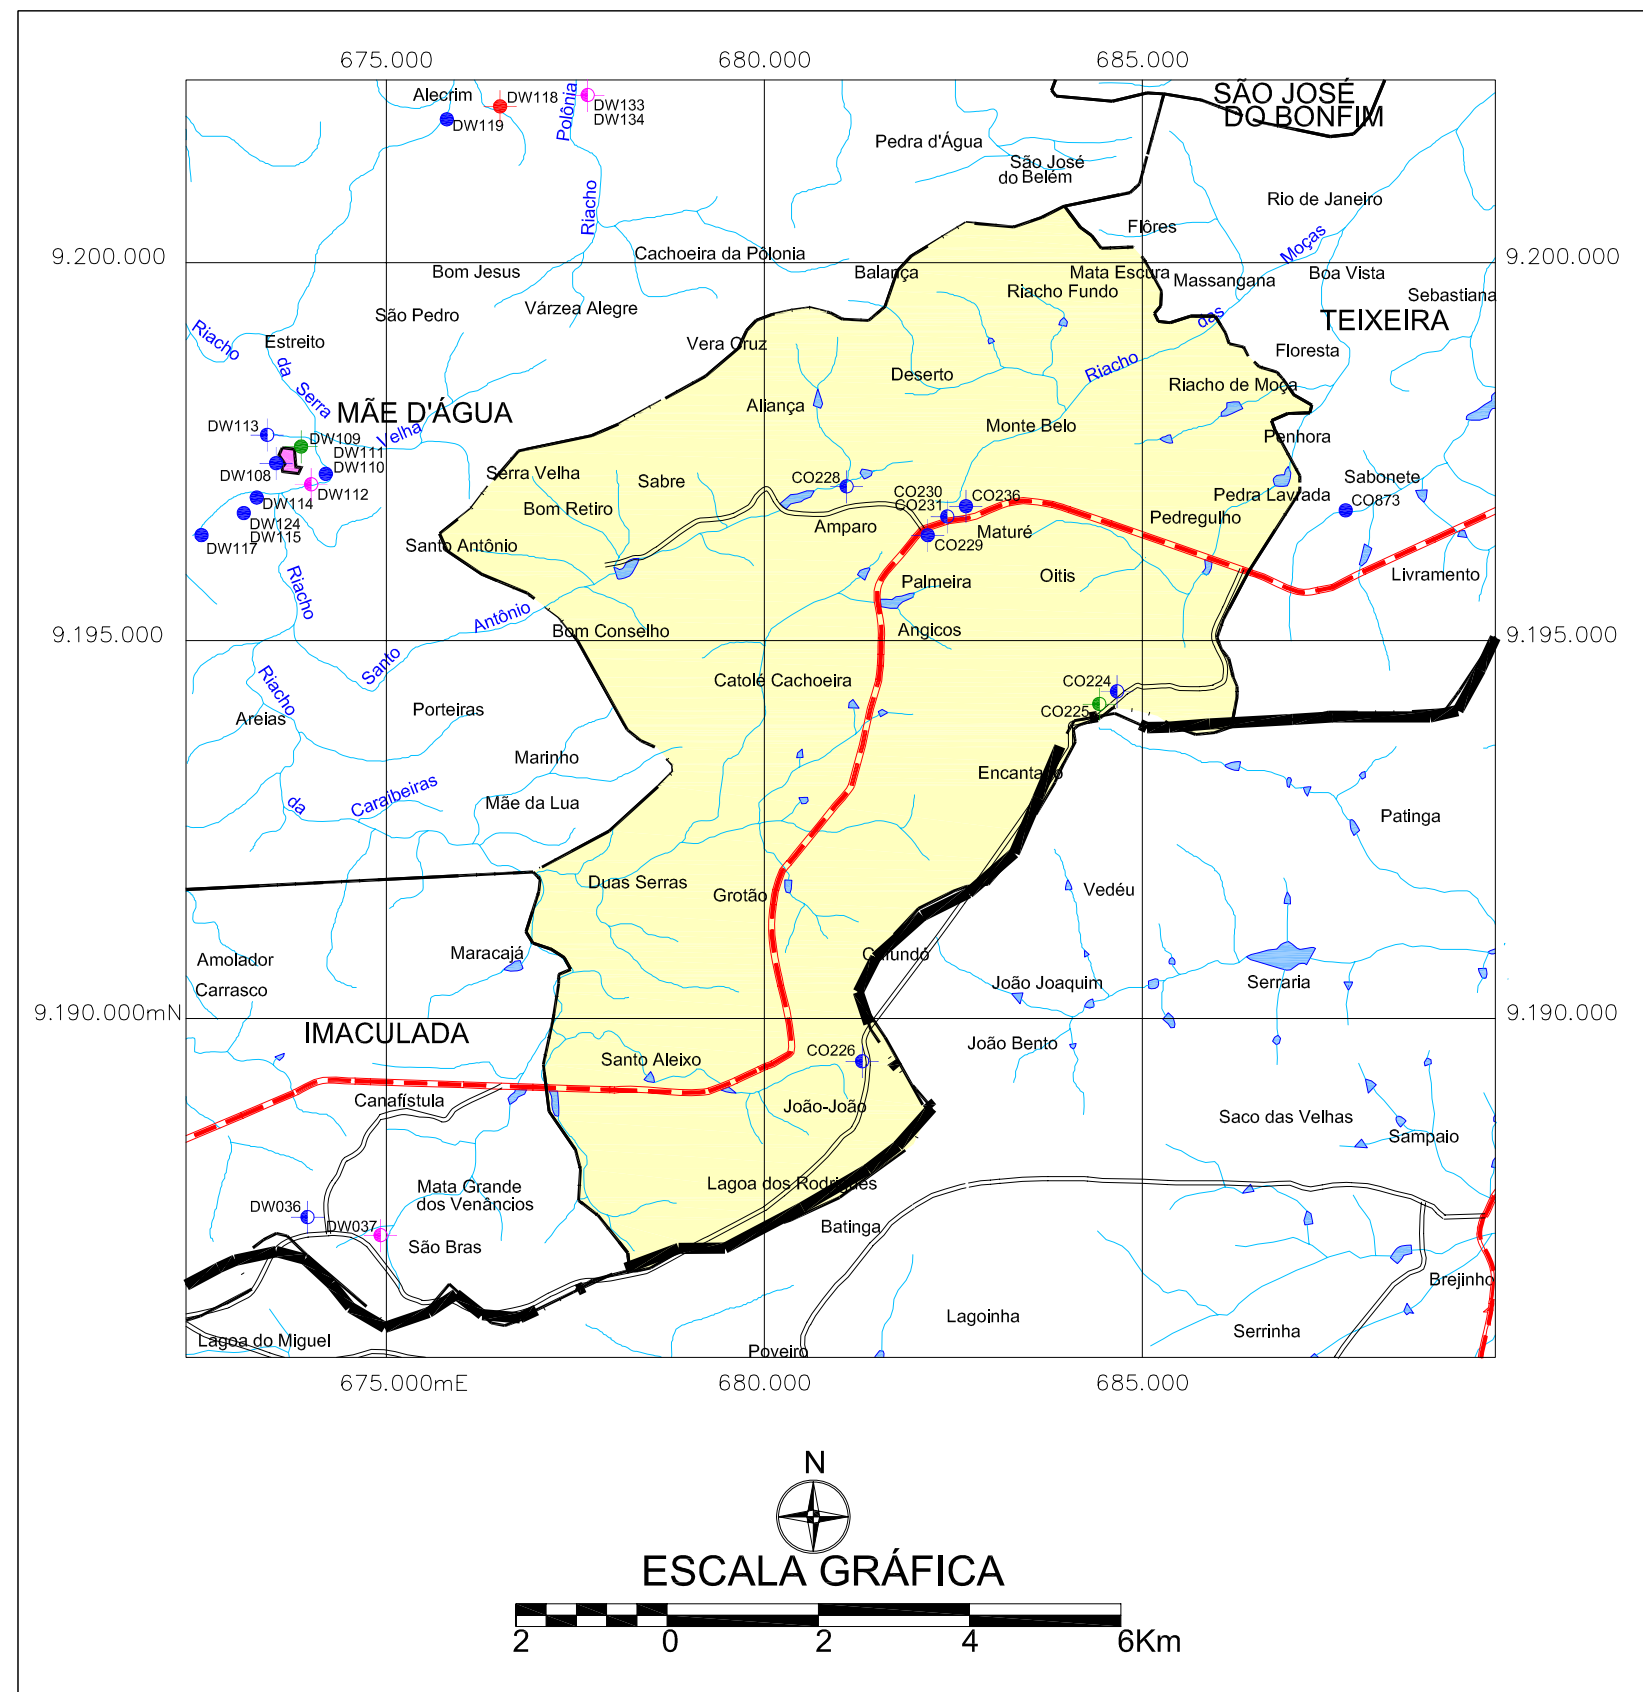 675.000
680.000
685.000
Alecrim
DW118
DW133
DW134
DW119
Polônia
SÃO JOSÉ
DO BONFIM
Pedra d'Água
São José
do Belém
Riacho
Rio de Janeiro
Flôres
Moças
9.200.000
9.200.000
Cachoeira da Pôlonia
Bom Jesus
Balança
Mata Escura
Massangana
Boa Vista
Riacho Fundo
Sebastiana
São Pedro
Várzea Alegre
das
TEIXEIRA
Riacho
Estreito
Vera Cruz
Floresta
da Serra
Deserto
Riacho
Riacho de Moça
MÃE D'ÁGUA
Aliança
Monte Belo
DW113
Velha
DW109
DW111
DW110
Penhora
DW108
Serra Velha
Sabre
CO228
Sabonete
DW112
CO230
CO236
Pedra Lavrada
CO873
DW114
Bom Retiro
CO231
Pedregulho
DW124
DW115
Amparo
Maturé
DW117
Santo Antônio
CO229
Riacho
Palmeira
Oitis
Livramento
Antônio
9.195.000
9.195.000
Bom Conselho
Angicos
Santo
Riacho
Catolé Cachoeira
CO224
CO225
Areias
Porteiras
Marinho
Encantado
da
Caraibeiras
Mãe da Lua
Patinga
Duas Serras
Grotão
Vedéu
Maracajá
Amolador
João Joaquim
Serraria
Carrasco
9.190.000mN
9.190.000
IMACULADA
João Bento
Santo Aleixo
CO226
Canafístula
João-João
Saco das Velhas
Sampaio
Mata Grande
dos Venâncios
Lagoa dos Rodrigues
DW036
DW037
Batinga
São Bras
Brejinho
Lagoinha
Serrinha
Lagoa do Miguel
Poveiro
675.000mE
680.000
685.000
N
ESCALA GRÁFICA
2 0 2 4 6Km